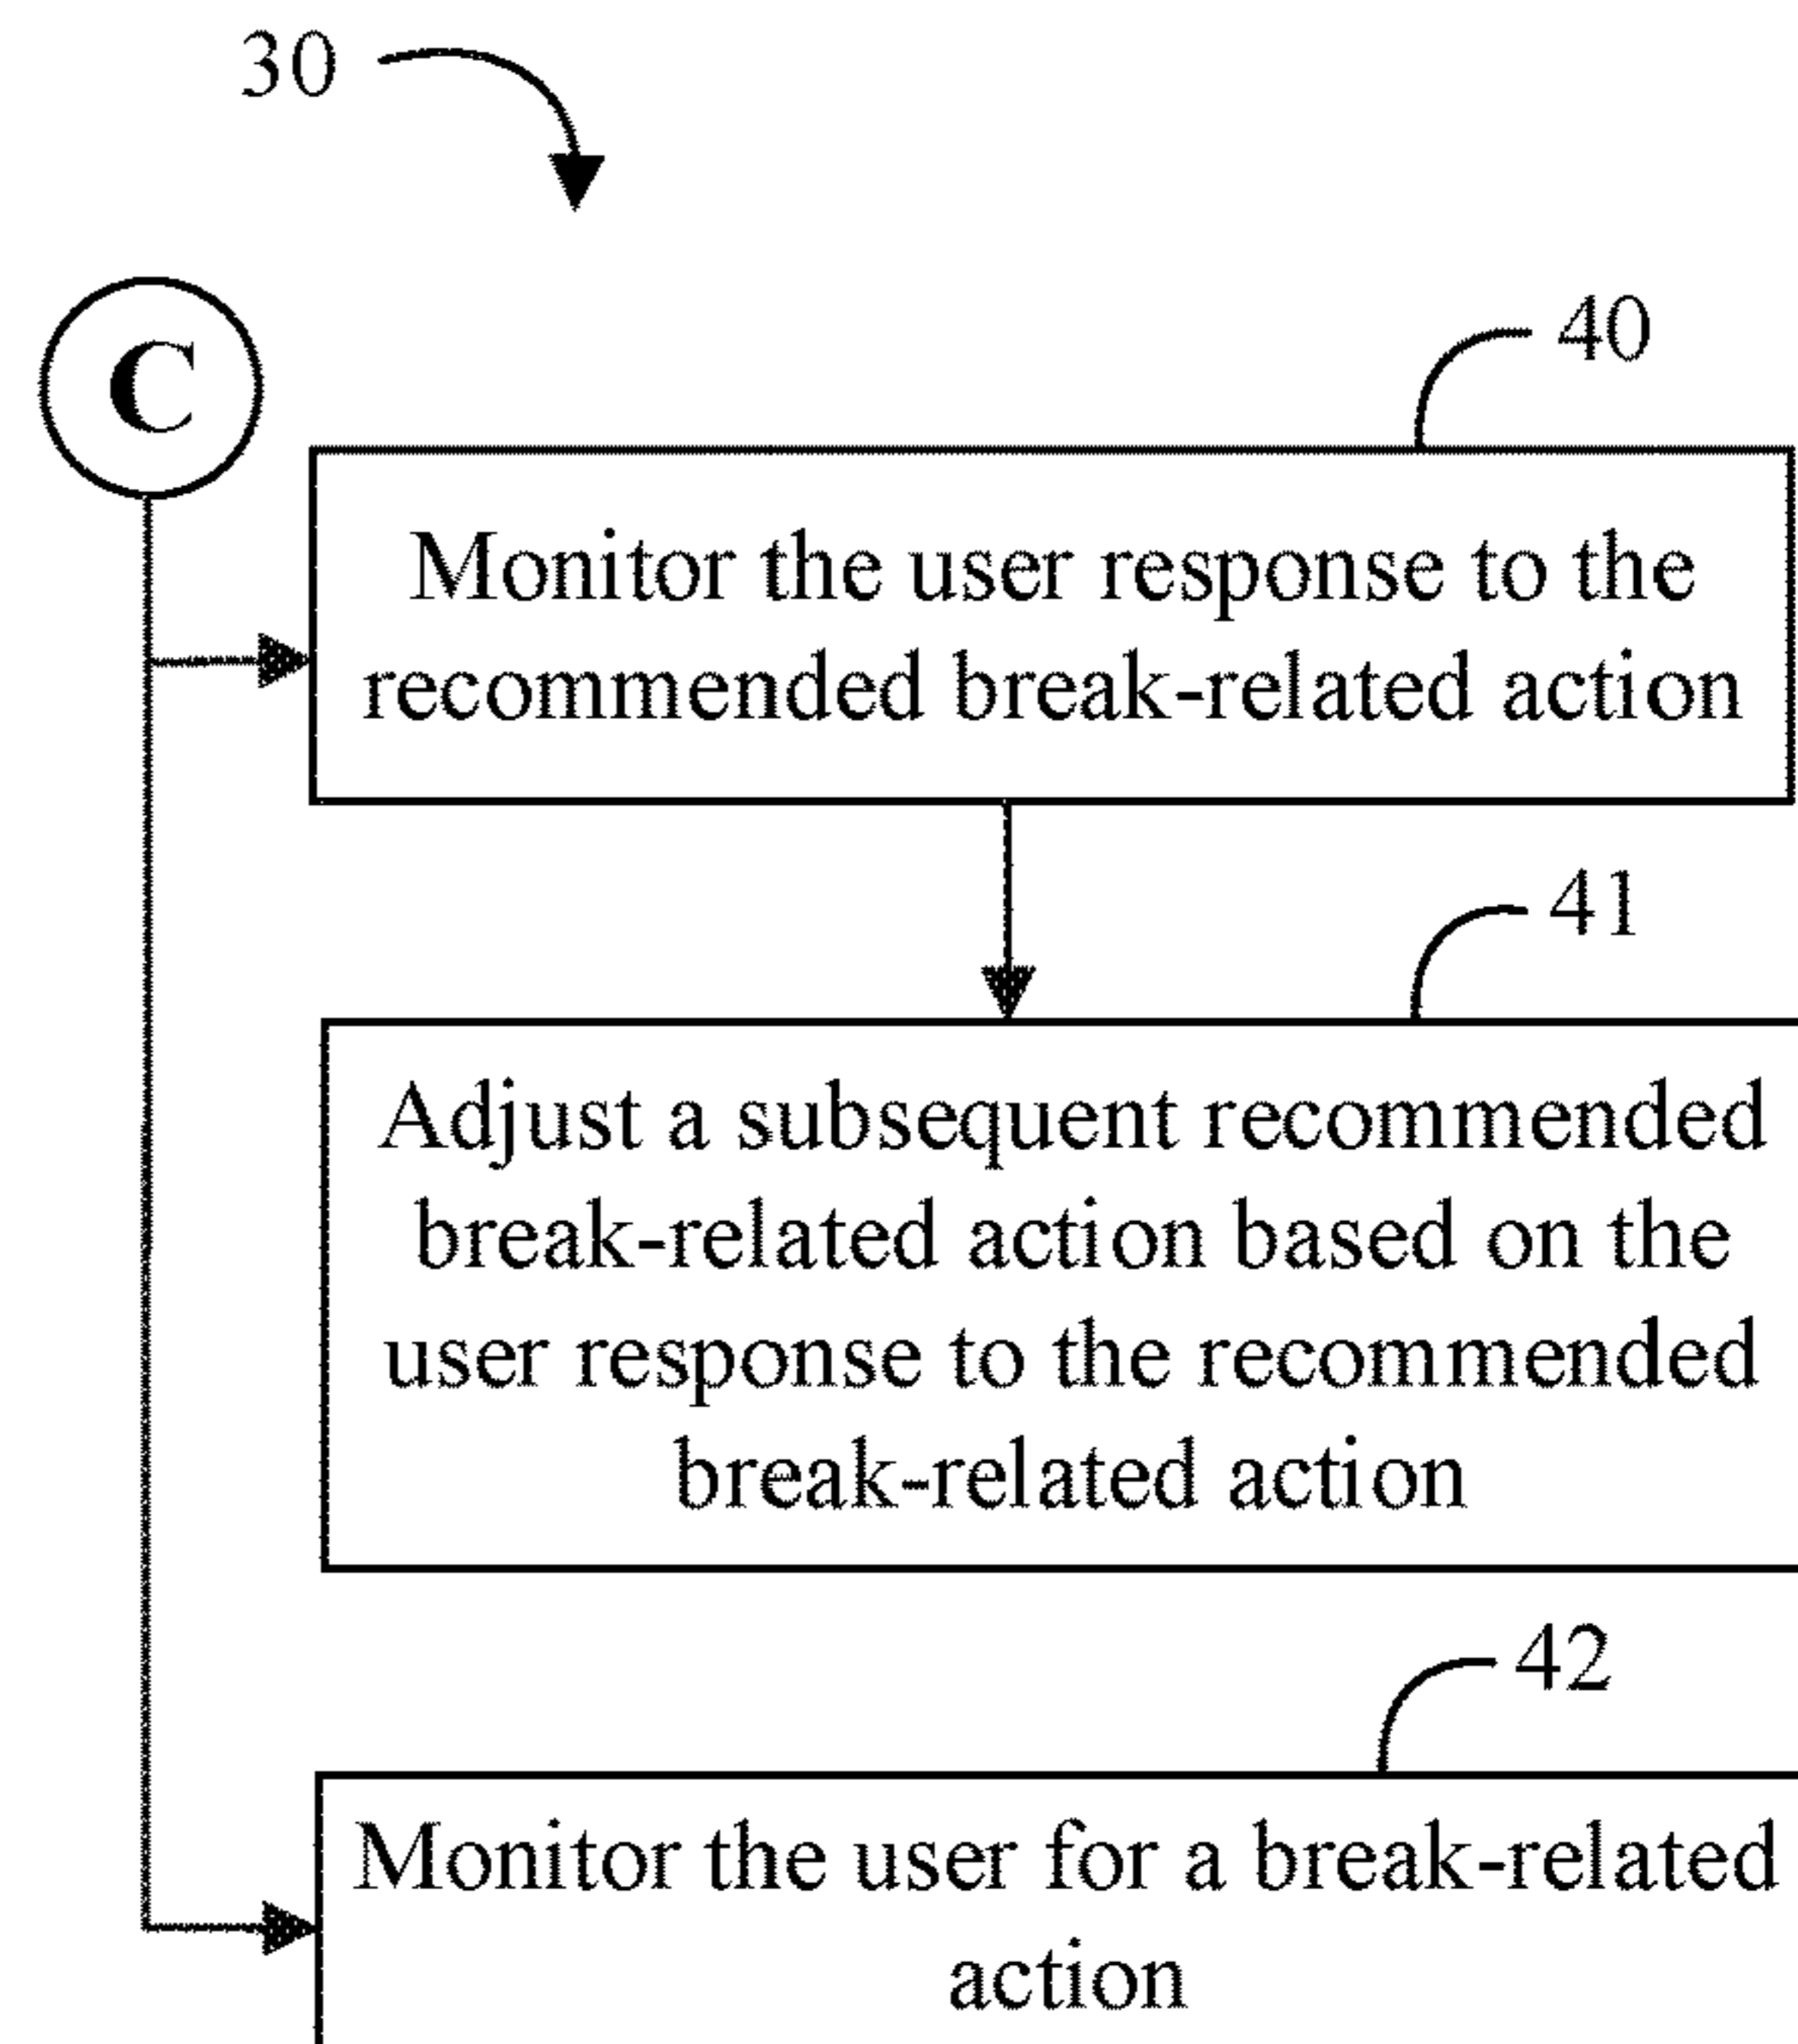 30
C
40
Monitor the user response to the
recommended break-related action
41
Adjust a subsequent recommended
break-related action based on the
user response to the recommended
break-related action
42
Monitor the user for a break-related
action